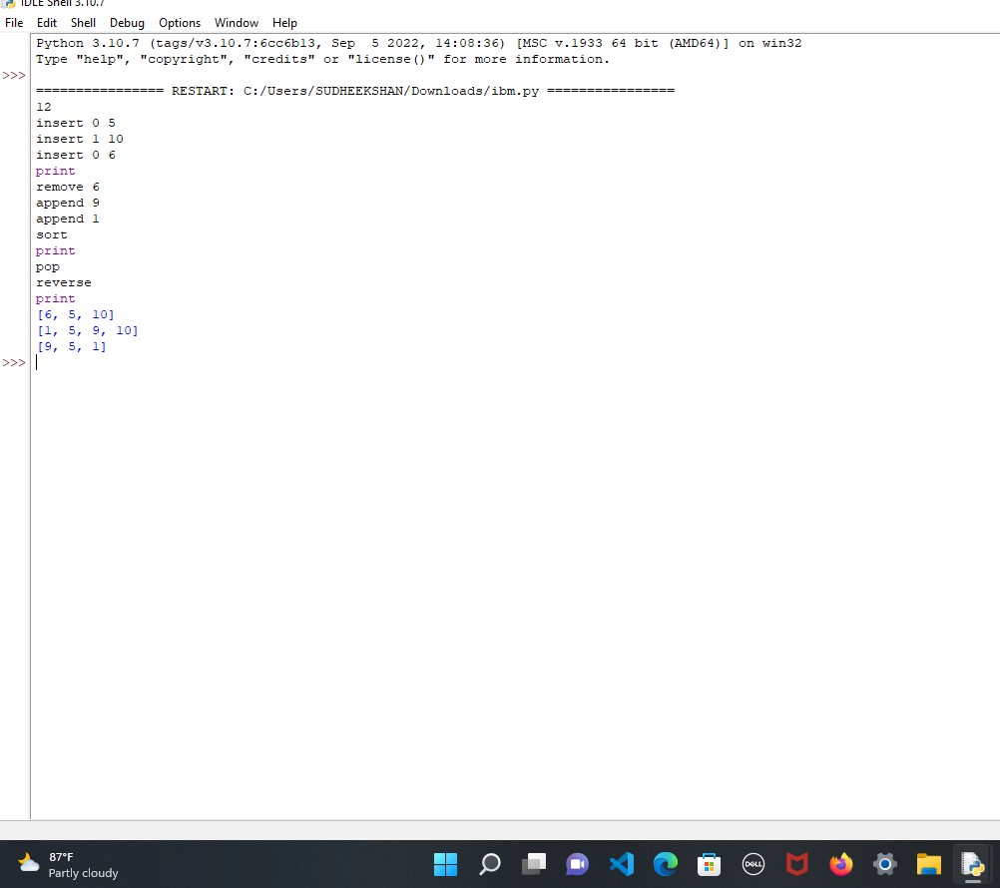 IDLE Shell 3.10.7
File Edit Shell Debug Options Window Help
Python 3.10.7 (tags/v3.10.7:6cc6b13, Sep  5 2022, 14:08:36) [MSC v.1933 64 bit (AMD64)] on win32
Type "help", "copyright", "credits" or "license()" for more information.
>>>
================ RESTART: C:/Users/SUDHEEKSHAN/Downloads/ibm.py ================
12
insert 0 5
insert 1 10
insert 0 6
print
remove 6
append 9
append 1
sort
print
pop
reverse
print
[6, 5, 10]
[1, 5, 9, 10]
[9, 5, 1]
>>>
87°F
Partly cloudy
DELL